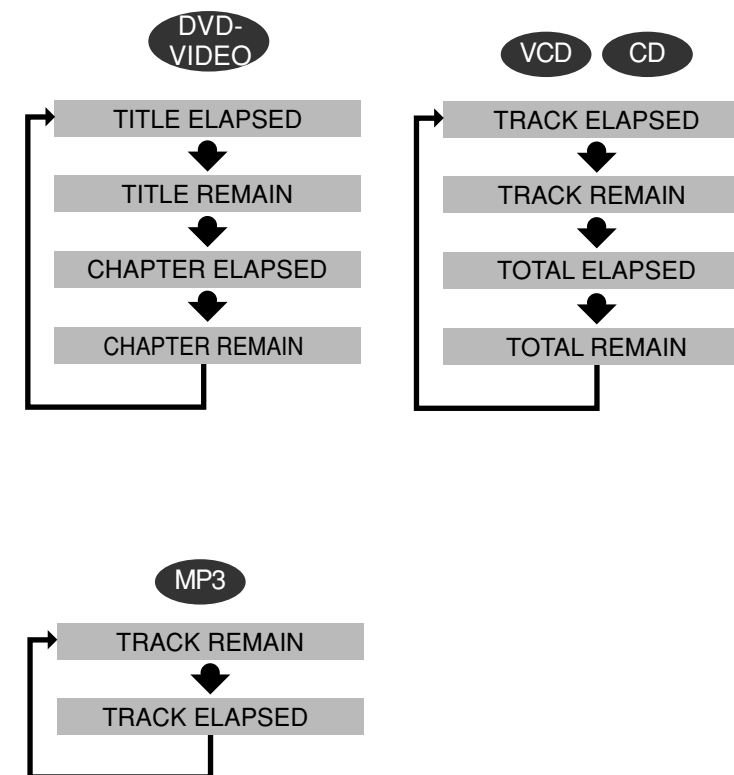 DVD-
VIDEO
TITLE ELAPSED
TITLE REMAIN
CHAPTER ELAPSED
CHAPTER REMAIN
VCD CD
TRACK ELAPSED
TRACK REMAIN
TOTAL ELAPSED
TOTAL REMAIN
MP3
TRACK REMAIN
TRACK ELAPSED